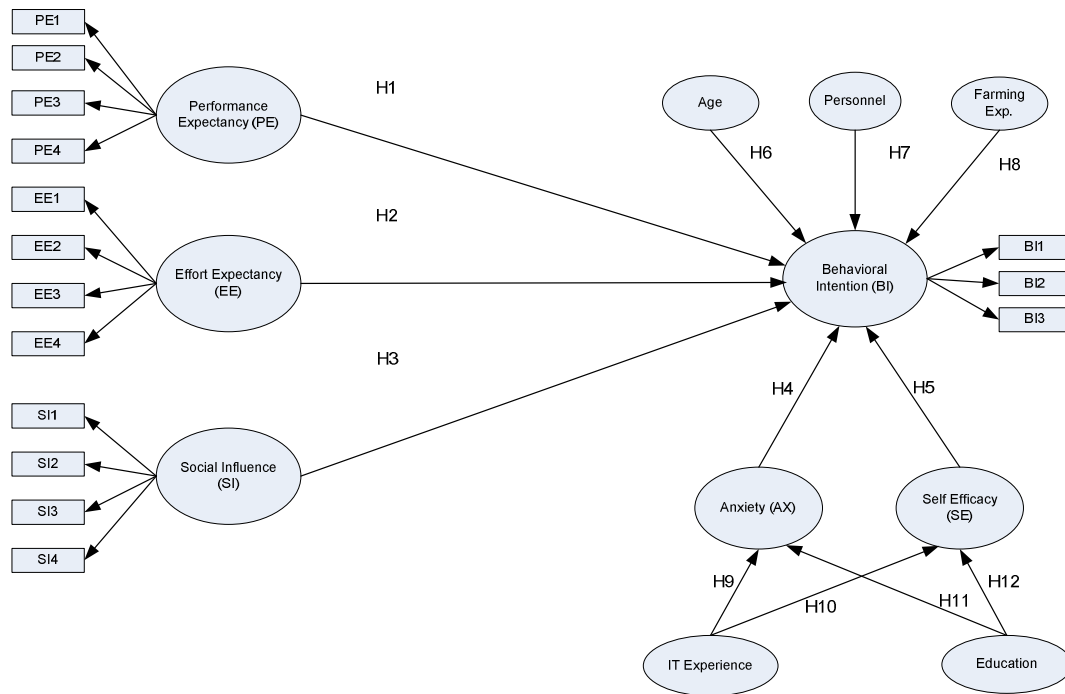 PE1
PE2
PE3
PE4
Performance
Expectancy (PE)
H1
EE1
EE2
EE3
EE4
Effort Expectancy
(EE)
H2
SI1
SI2
SI3
SI4
Social Influence
(SI)
H3
Age
Personnel
Farming
Exp.
H6
H7
H8
Behavioral
Intention (BI)
BI1
BI2
BI3
H4
H5
Anxiety (AX)
Self Efficacy
(SE)
H9
H10
H11
H12
IT Experience
Education